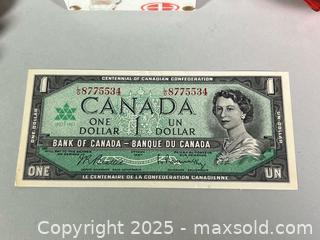 CENTENNIAL OF CANADIAN CONFEDERATION
1
8775534
8775534
1
1867 1967
CANADA
ONE DOLLAR
1
UN DOLLAR
BANK OF CANADA - BANQUE DU CANADA
ONE
LE CENTENAIRE DE LA CONFÉDÉRATION CANADIENNE
UN
Copyright © 2025 - maxsold.com